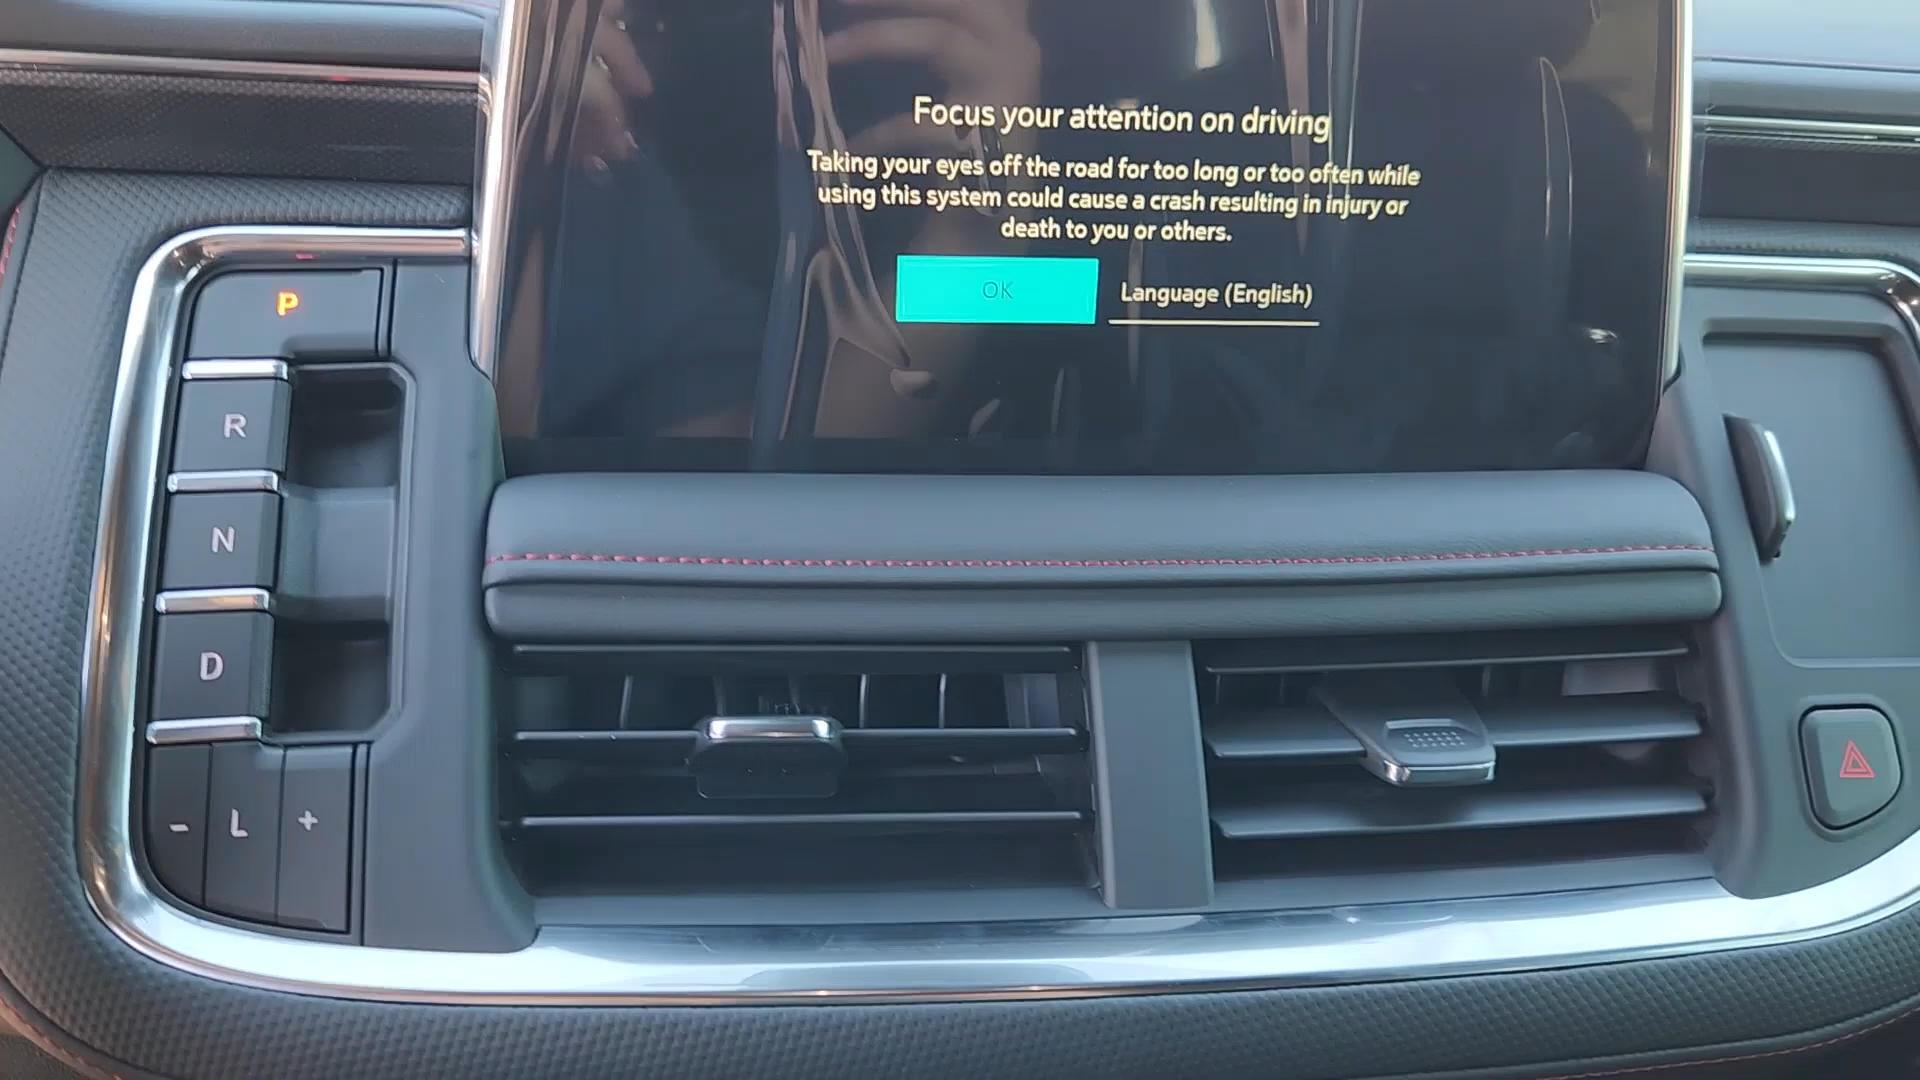 Focus your attention on driving
Taking your eyes off the road for too long or too often while
using this system could cause a crash resulting in injury or
death to you or others.
OK
Language (English)
P
R
N
D
- L +